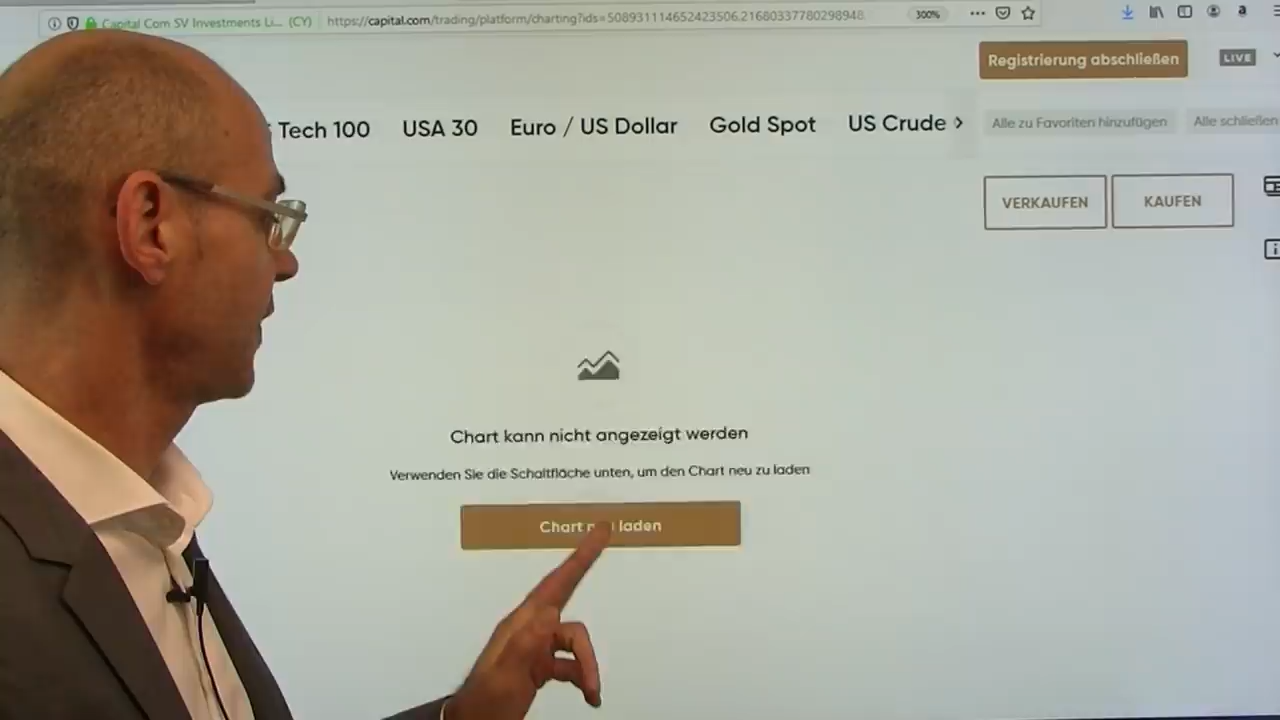 Capital Com SV Investments Li... (CY)
https://capital.com/trading/platform/charting?ids=508931114652423506.21680337780298948
300%
Registrierung abschließen
LIVE
Tech 100
USA 30
Euro / US Dollar
Gold Spot
US Crude >
Alle zu Favoriten hinzufügen
Alle schließen
VERKAUFEN
KAUFEN
Chart kann nicht angezeigt werden
Verwenden Sie die Schaltfläche unten, um den Chart neu zu laden
Chart laden